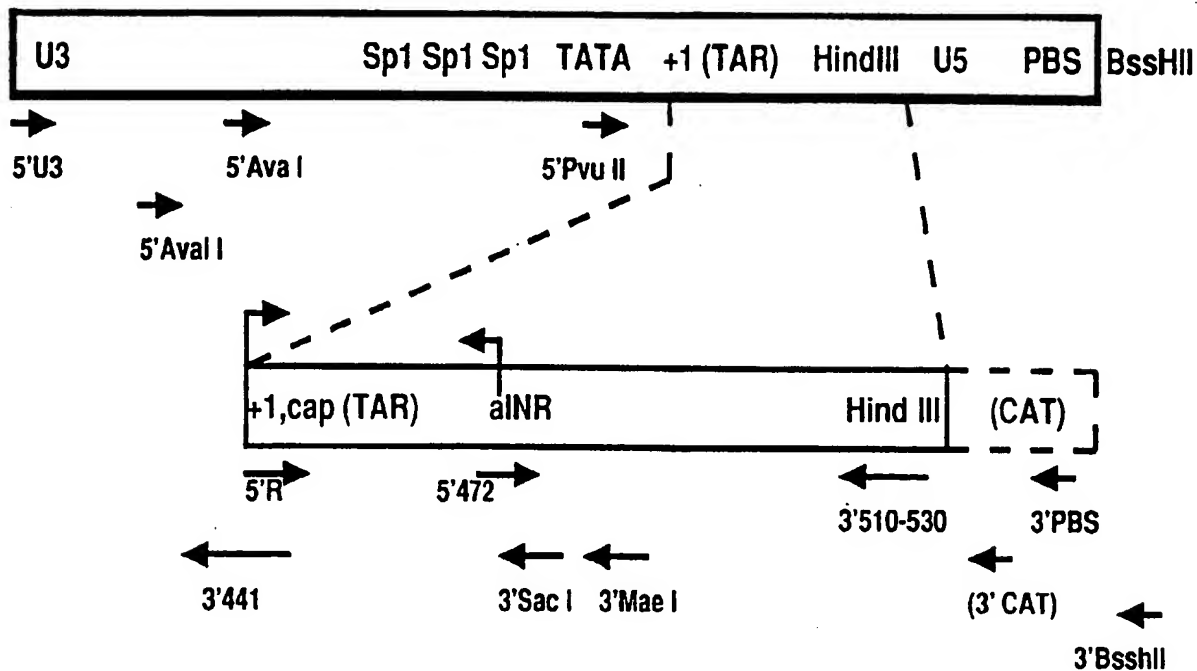 U3 Sp1 Sp1 Sp1 TATA +1 (TAR) HindIII U5 PBS BssHII
5'U3 5'Ava I 5'Pvu II
5'AvaI I
+1,cap (TAR) aINR Hind III (CAT)
5'R 5'472 3'510-530 3'PBS
3'441 3'Sac I 3'Mae I (3' CAT)
3'BsshII